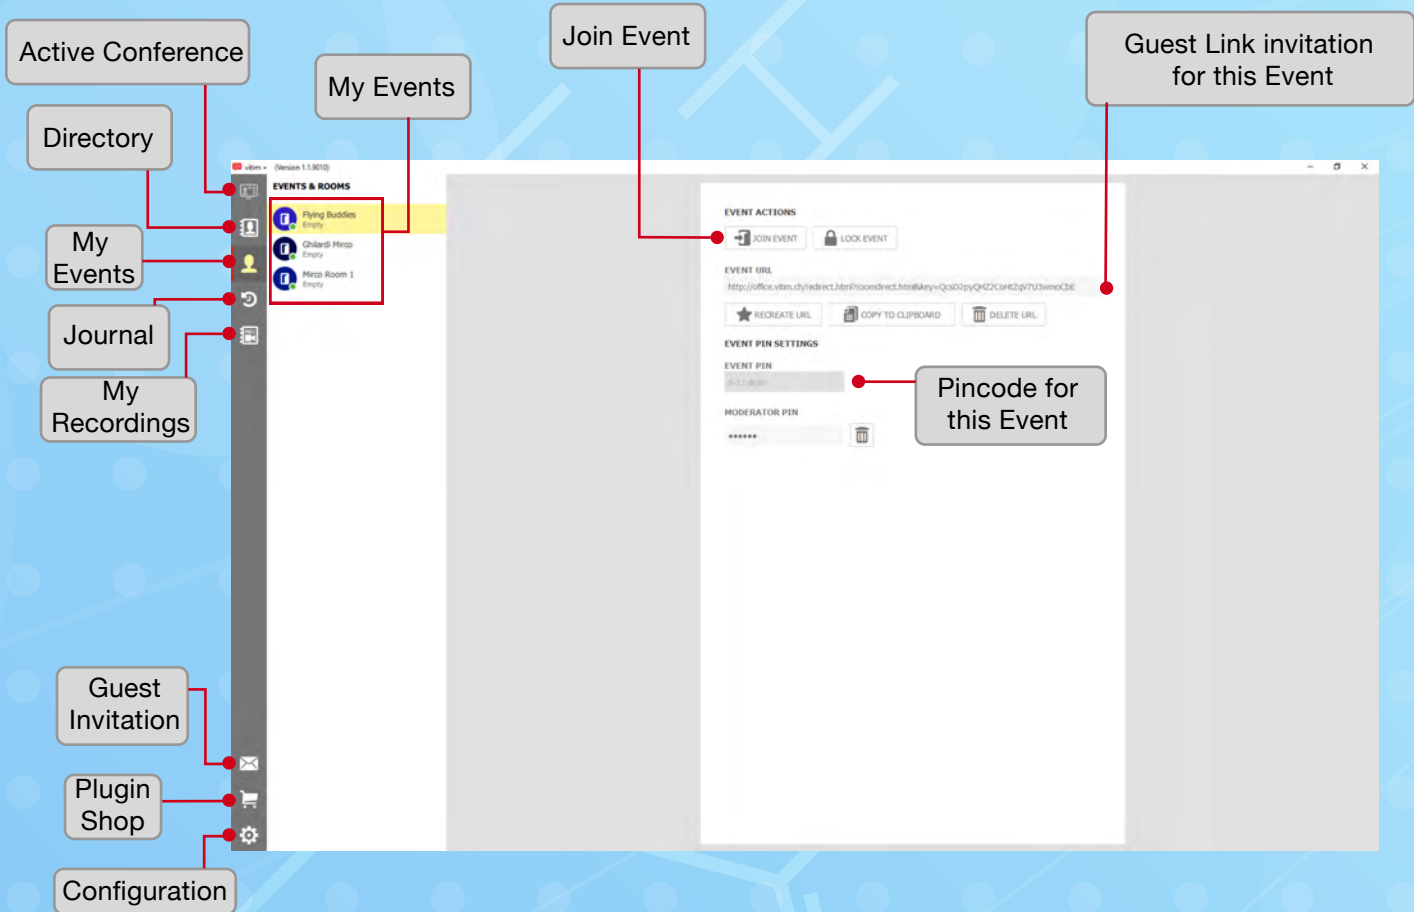 Active Conference
Join Event
Guest Link invitation
for this Event
My Events
Directory
vitim - (Version 1.1.9010)
EVENTS & ROOMS
Flying Buddies
Empty
Ghilardi Mirco
Empty
Mirco Room 1
Empty
My
Events
Journal
My
Recordings
EVENT ACTIONS
JOIN EVENT
LOCK EVENT
EVENT URL
RECREATE URL
COPY TO CLIPBOARD
DELETE URL
EVENT PIN SETTINGS
EVENT PIN
Pincode for
this Event
MODERATOR PIN
••••••
Guest
Invitation
Plugin
Shop
Configuration